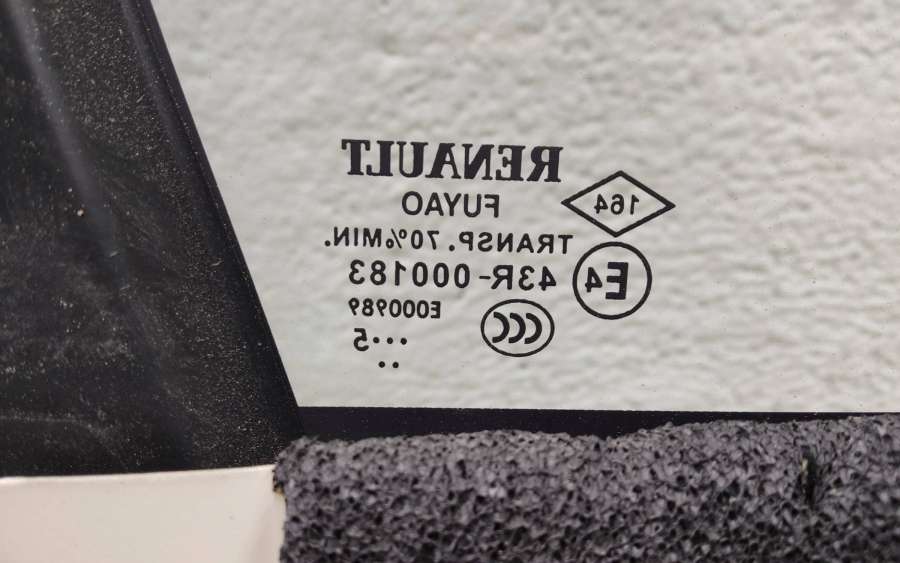 RENAULT
164
FUYAO
TRANSP. 70%MIN.
E4
43R-000183
CCC
E000989
...5
..